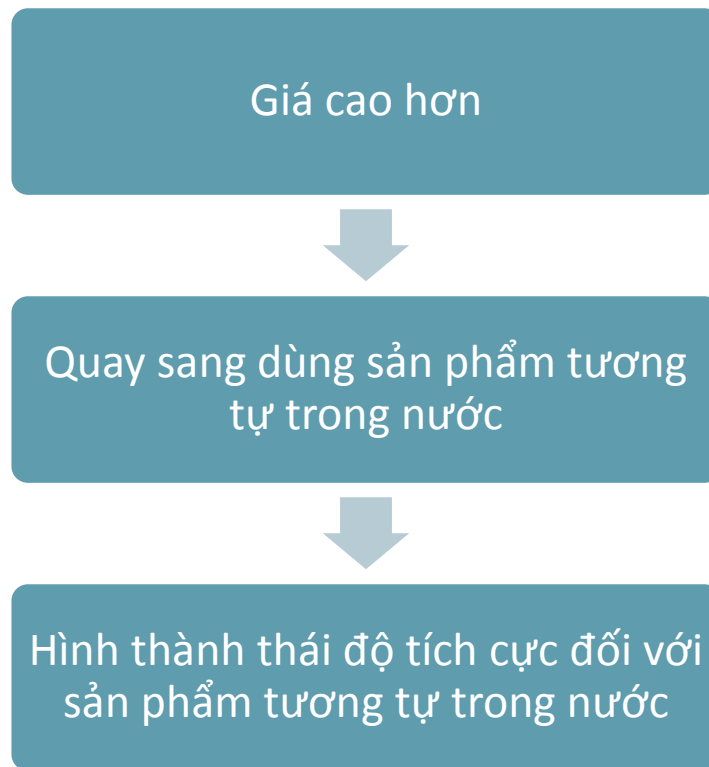 Giá cao hơn
Quay sang dùng sản phẩm tương
tự trong nước
Hình thành thái độ tích cực đối với
sản phẩm tương tự trong nước